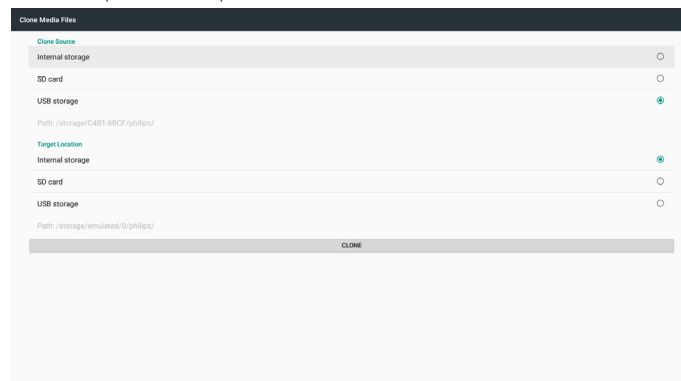 Clone Media Files
Clone Source
Internal storage
SD card
USB storage
Path: /storage/C4B1-6BCF/philips/
Target Location
Internal storage
SD card
USB storage
Path: /storage/emulated/0/philips/
CLONE